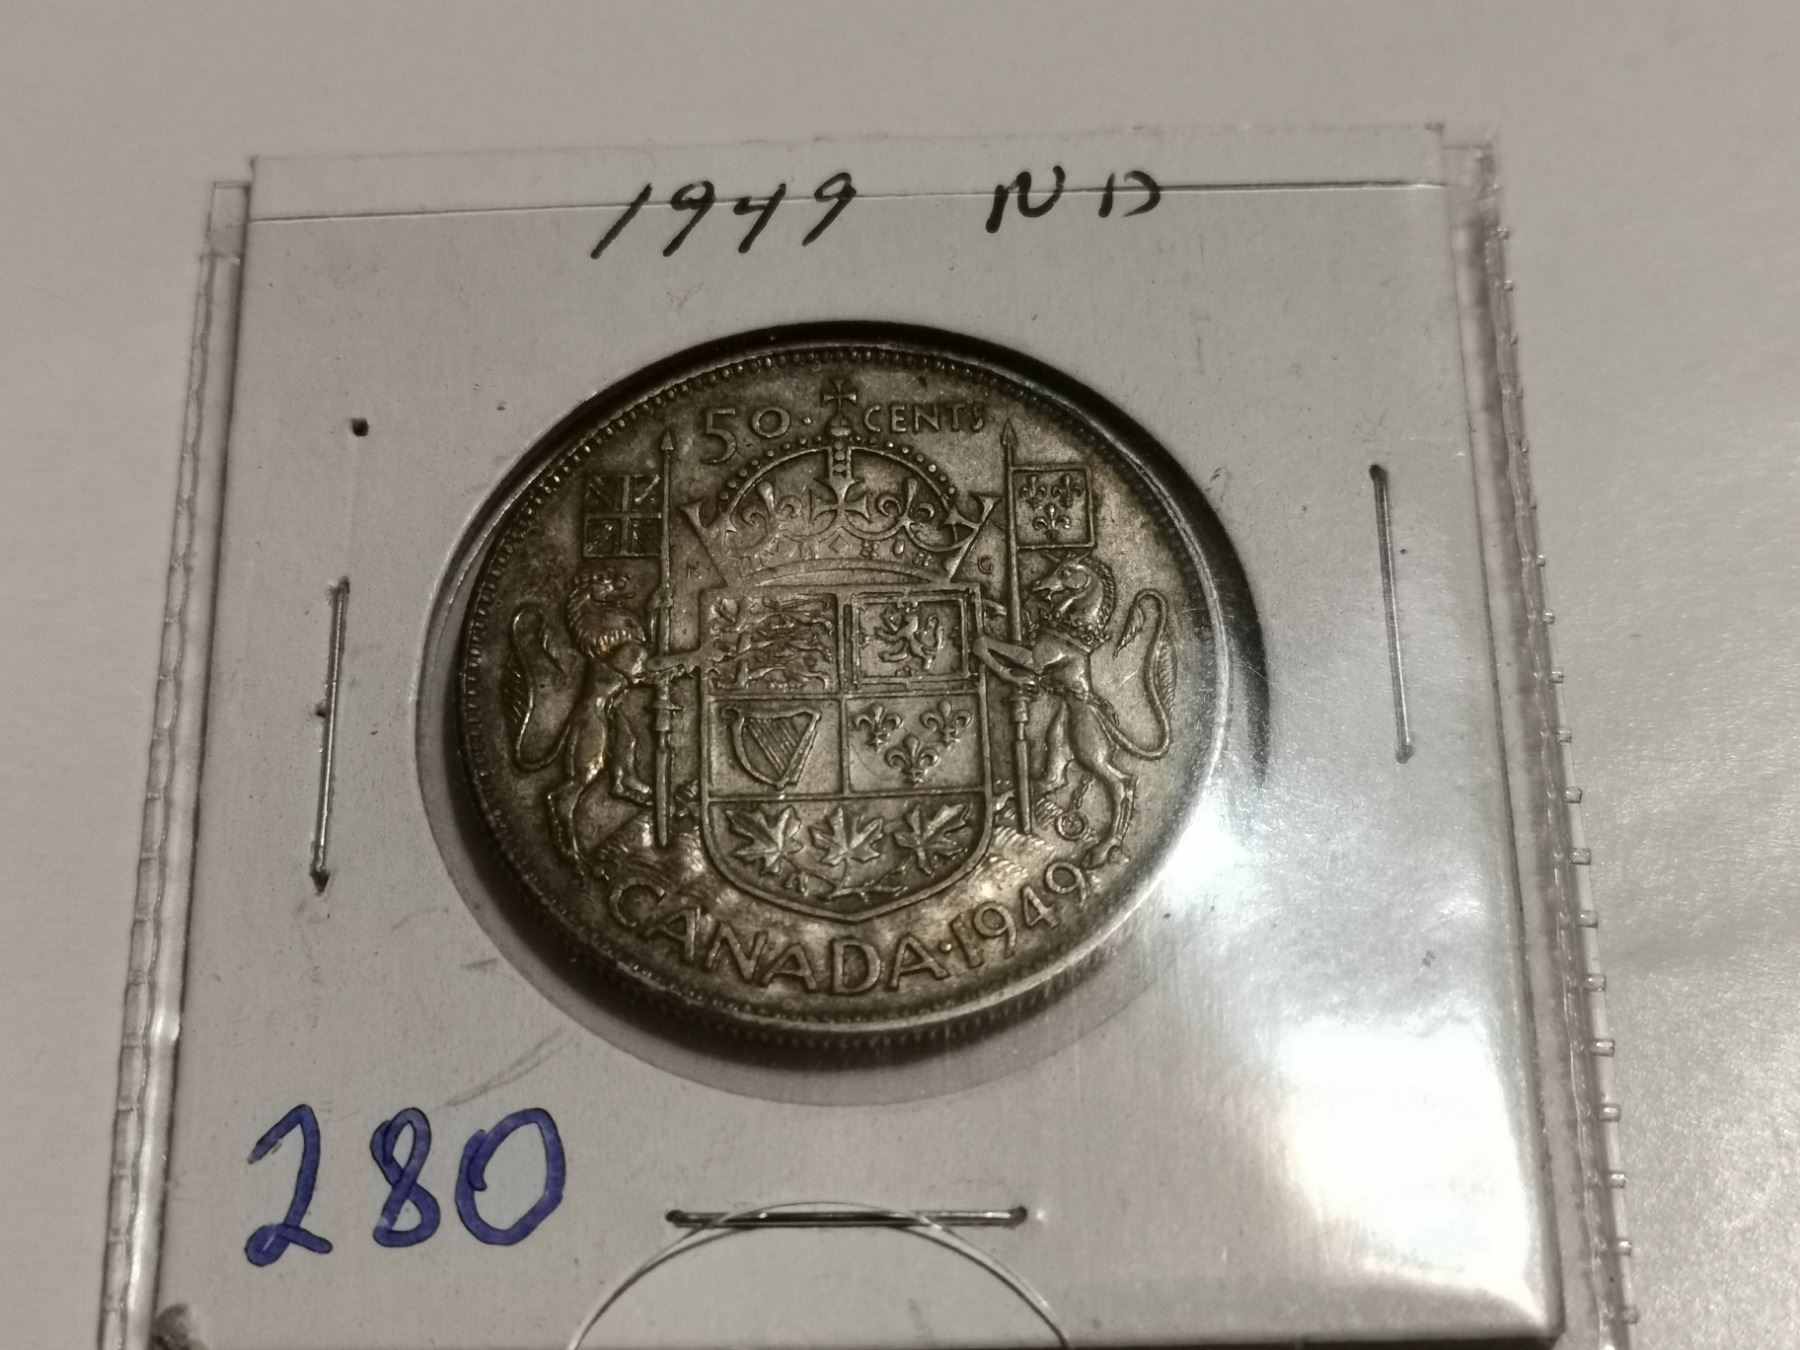 1949 ND
50 · CENTS
K G
CANADA · 1949
280